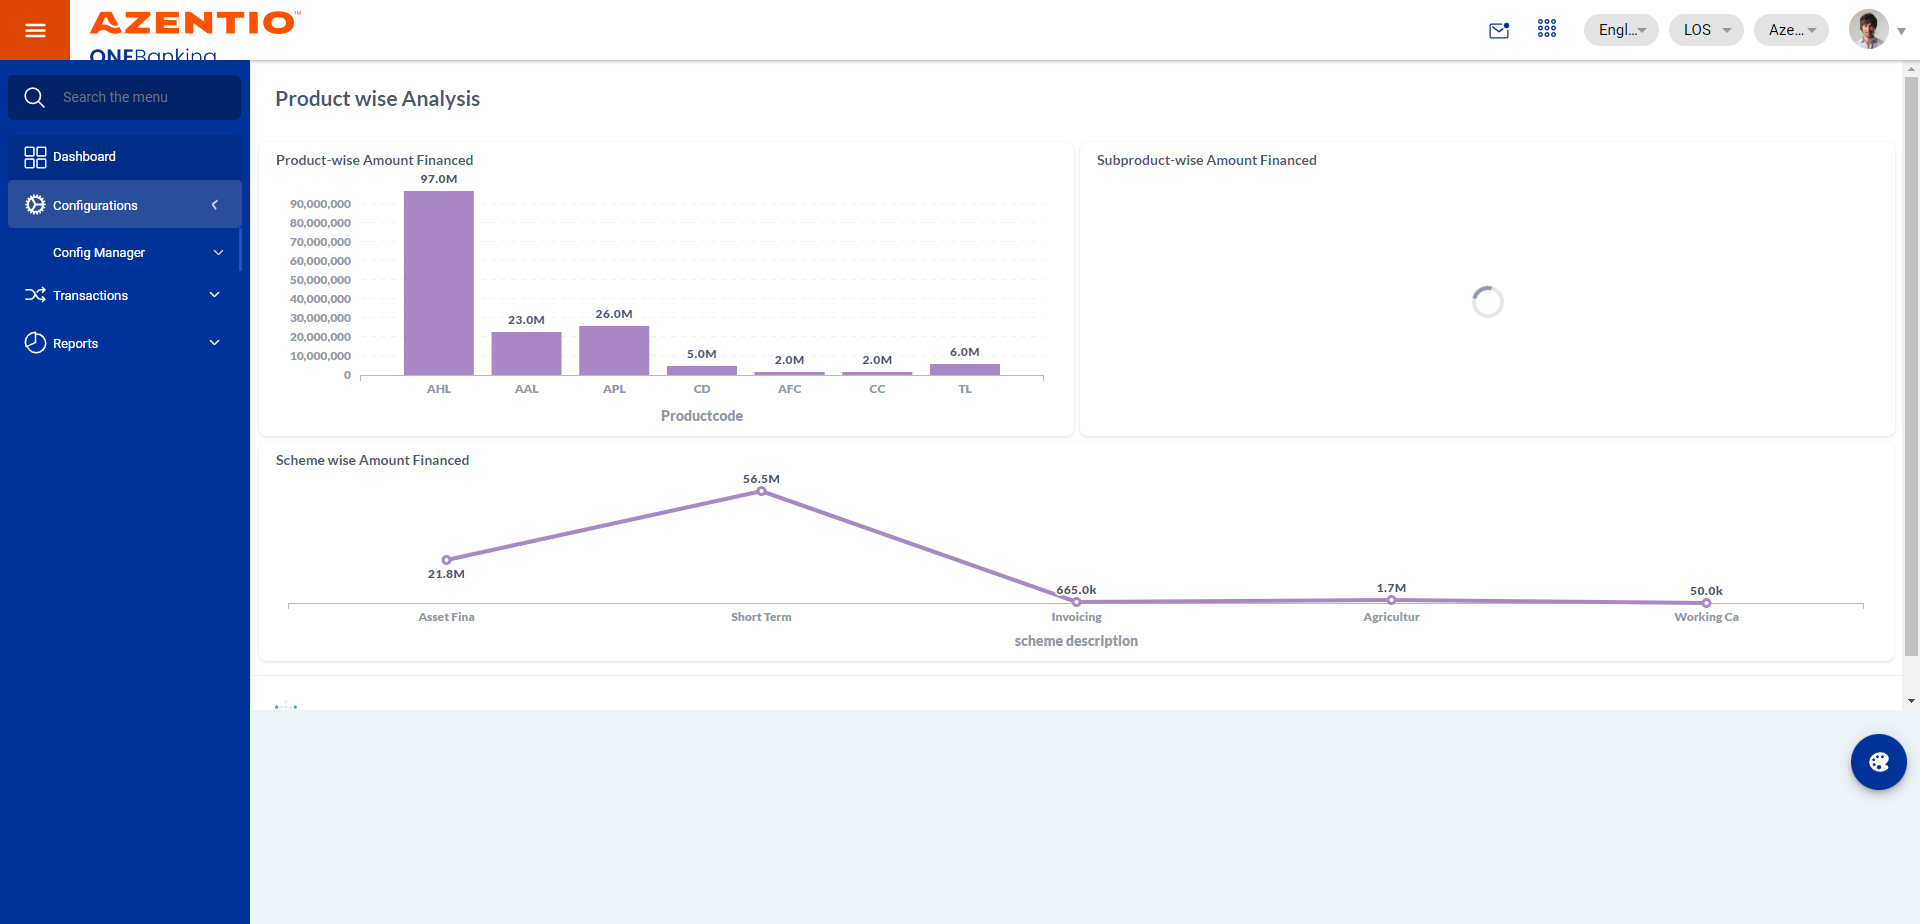 AZENTIO™
ONEBanking
Engl...
LOS
Aze...
Search the menu
Dashboard
Configurations
Config Manager
Transactions
Reports
Product wise Analysis
Product-wise Amount Financed
97.0M
90,000,000
80,000,000
70,000,000
60,000,000
50,000,000
40,000,000
30,000,000
20,000,000
10,000,000
0
23.0M
26.0M
5.0M
2.0M
2.0M
6.0M
AHL
AAL
APL
CD
AFC
CC
TL
Productcode
Subproduct-wise Amount Financed
Scheme wise Amount Financed
56.5M
21.8M
665.0k
1.7M
50.0k
Asset Fina
Short Term
Invoicing
Agricultur
Working Ca
scheme description